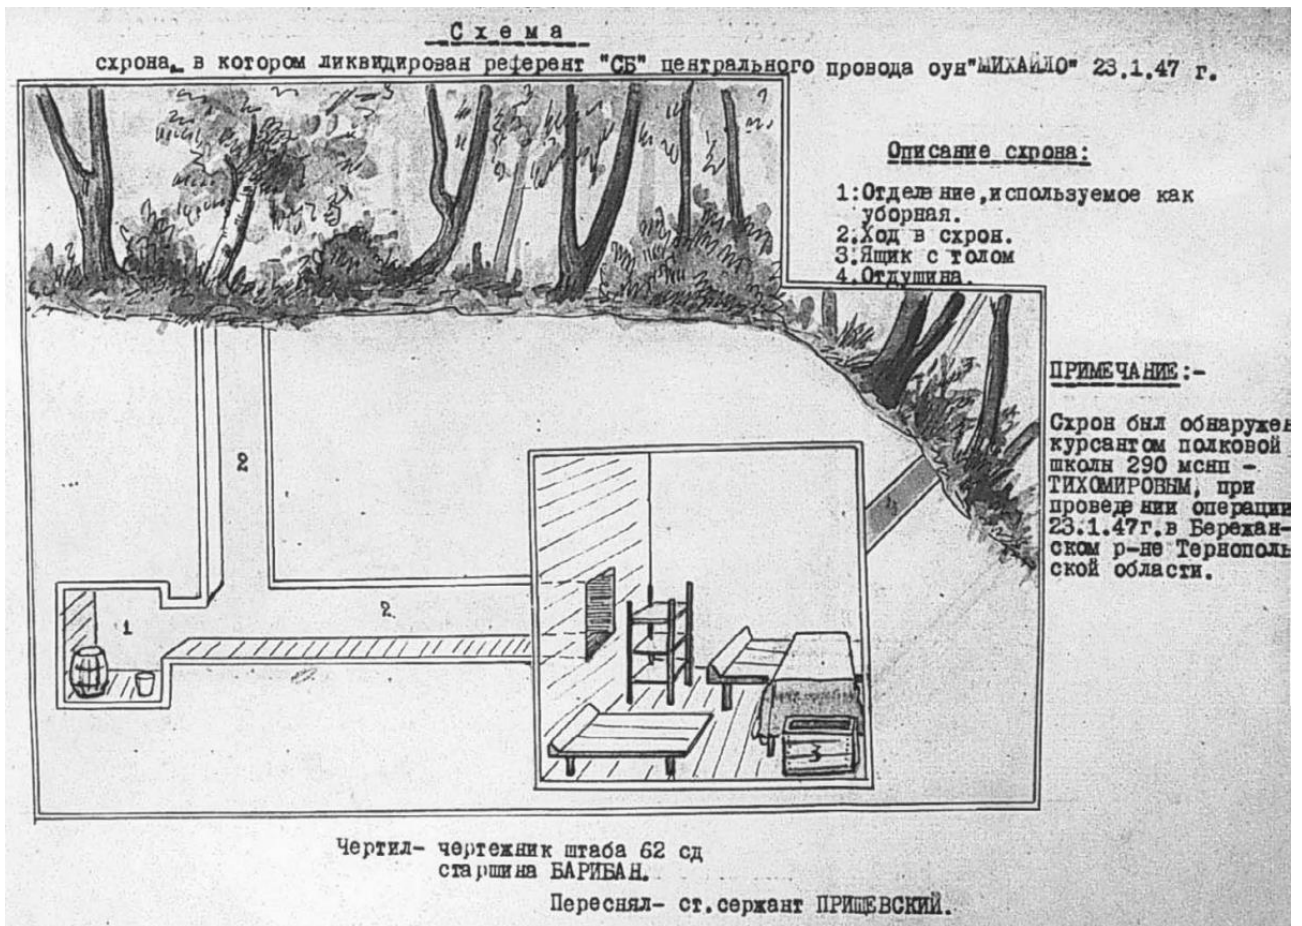 Схема
схрона, в котором ликвидирован референт "СБ" центрального провода оун"МИХАЙЛО" 23.1.47 г.
Описание схрона:
1:Отделение,используемое как
уборная.
2.Ход в схрон.
3.Ящик с толом
4.Отдушина.
ПРИМЕЧАНИЕ:-
Схрон был обнаружен
курсантом полковой
школы 290 мснп -
ТИХОМИРОВЫМ, при
проведении операции
23.1.47г. в Бережан-
ском р-не Тернополь
ской области.
2
4
1
2
3
Чертил- чертежник штаба 62 сд
старшина БАРИБАН.
Переснял- ст.сержант ПРИЩЕВСКИЙ.